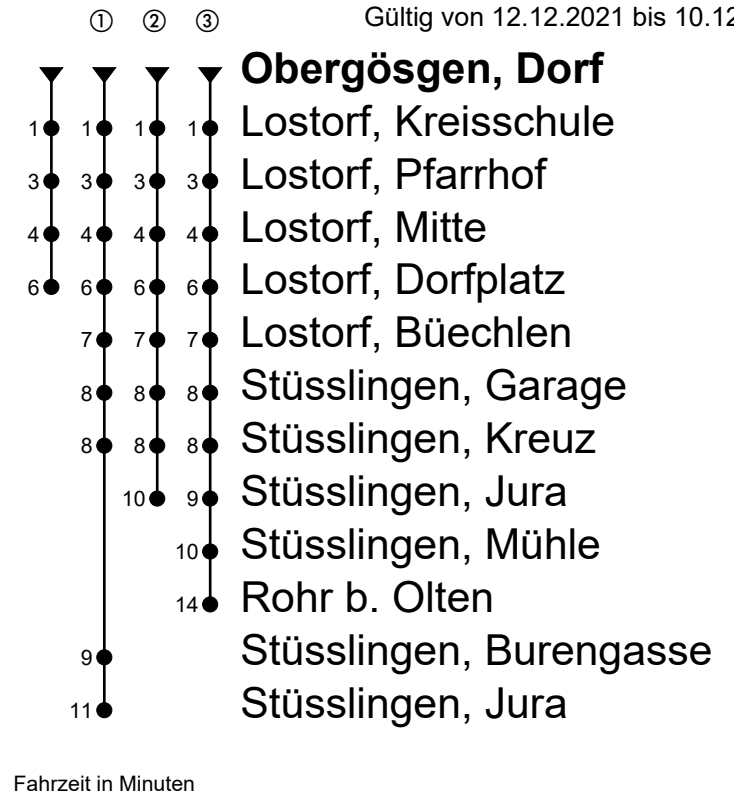 ① ② ③ Gültig von 12.12.2021 bis 10.12
Obergösgen, Dorf
1 1 1 1 Lostorf, Kreisschule
3 3 3 3 Lostorf, Pfarrhof
4 4 4 4 Lostorf, Mitte
6 6 6 6 Lostorf, Dorfplatz
7 7 7 Lostorf, Büechlen
8 8 8 Stüsslingen, Garage
8 8 8 Stüsslingen, Kreuz
10 9 Stüsslingen, Jura
10 Stüsslingen, Mühle
14 Rohr b. Olten
9 Stüsslingen, Burengasse
11 Stüsslingen, Jura
Fahrzeit in Minuten